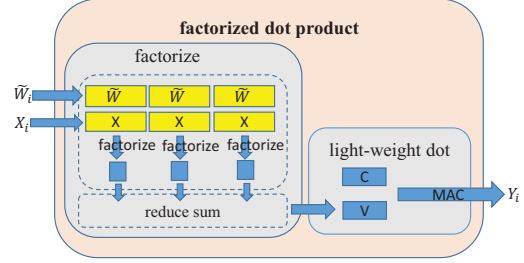 factorized dot product
factorize
W̃ W̃ W̃
W̃ᵢ
X X X
Xᵢ
factorize factorize factorize
light-weight dot
C
MAC Yᵢ
V
reduce sum